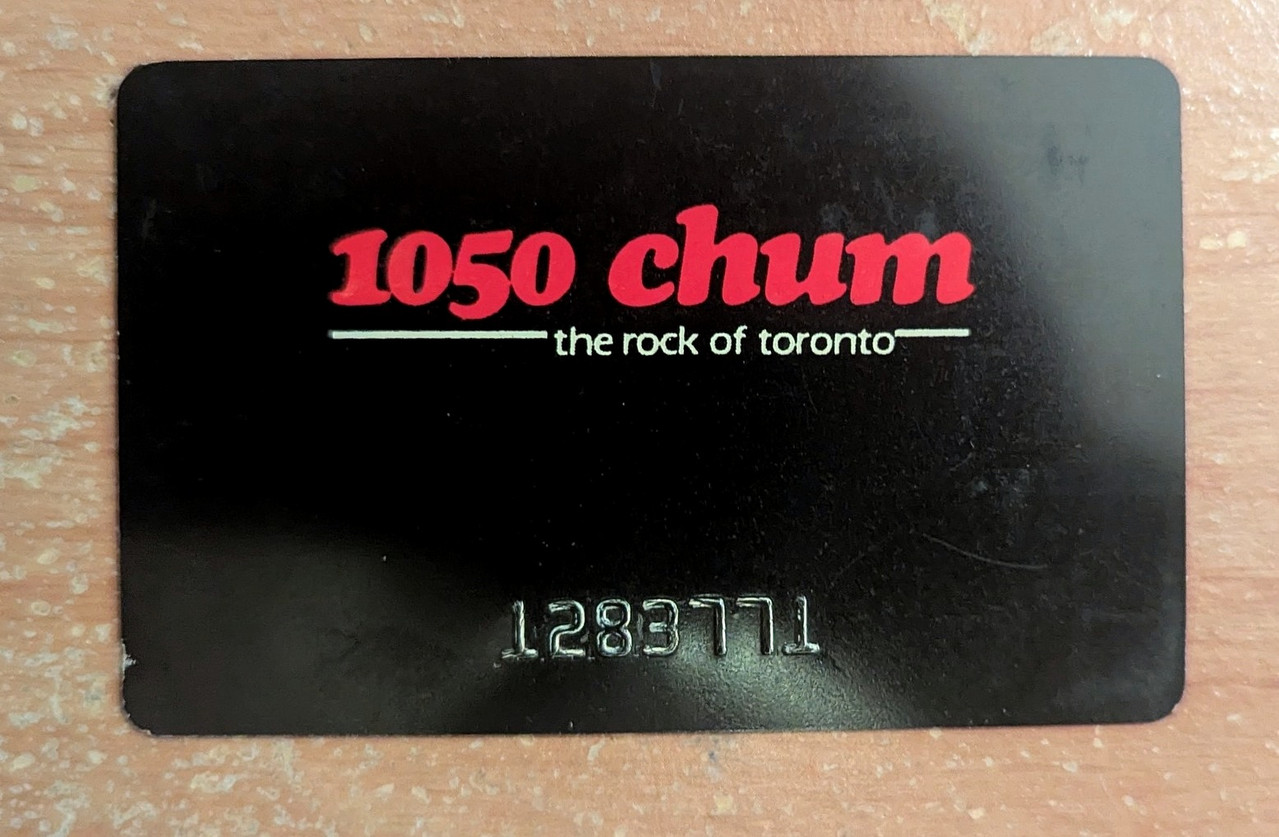 1050 chum
the rock of toronto
1283771